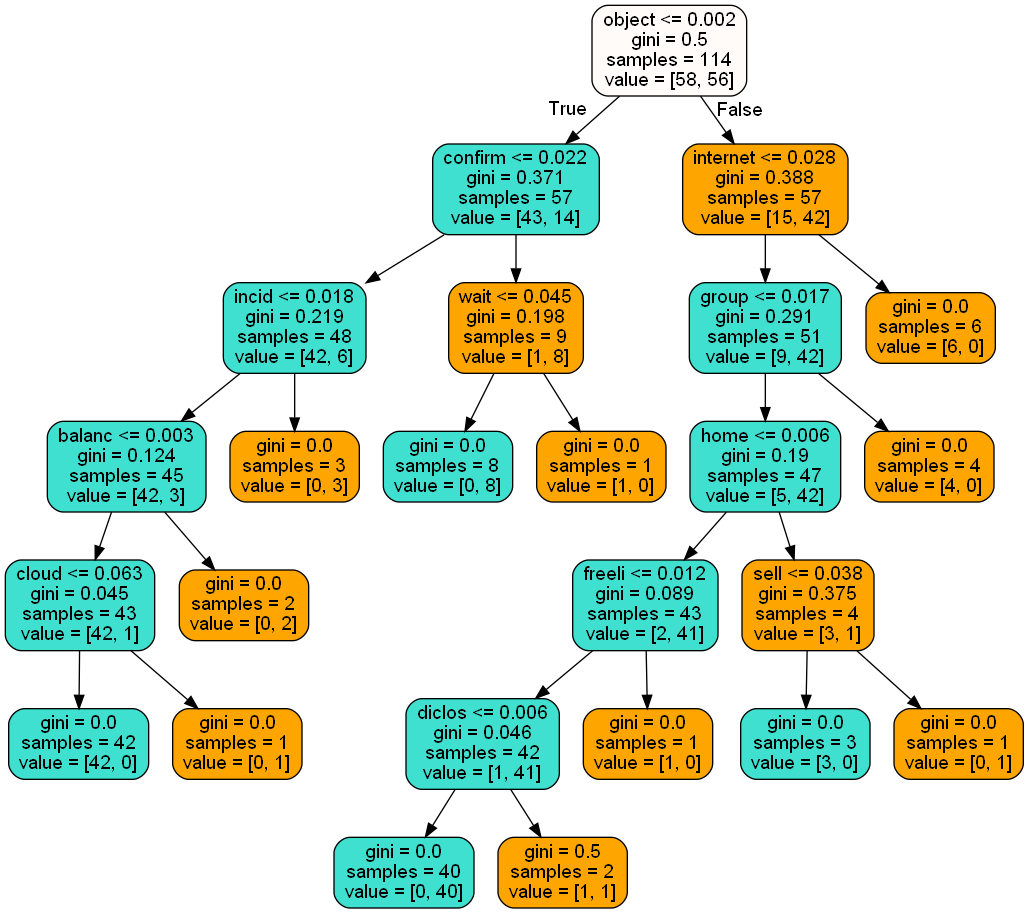 object <= 0.002
gini = 0.5
samples = 114
value = [58, 56]
True
False
confirm <= 0.022
gini = 0.371
samples = 57
value = [43, 14]
internet <= 0.028
gini = 0.388
samples = 57
value = [15, 42]
incid <= 0.018
gini = 0.219
samples = 48
value = [42, 6]
wait <= 0.045
gini = 0.198
samples = 9
value = [1, 8]
group <= 0.017
gini = 0.291
samples = 51
value = [9, 42]
gini = 0.0
samples = 6
value = [6, 0]
balanc <= 0.003
gini = 0.124
samples = 45
value = [42, 3]
gini = 0.0
samples = 3
value = [0, 3]
gini = 0.0
samples = 8
value = [0, 8]
gini = 0.0
samples = 1
value = [1, 0]
home <= 0.006
gini = 0.19
samples = 47
value = [5, 42]
gini = 0.0
samples = 4
value = [4, 0]
cloud <= 0.063
gini = 0.045
samples = 43
value = [42, 1]
gini = 0.0
samples = 2
value = [0, 2]
freeli <= 0.012
gini = 0.089
samples = 43
value = [2, 41]
sell <= 0.038
gini = 0.375
samples = 4
value = [3, 1]
gini = 0.0
samples = 42
value = [42, 0]
gini = 0.0
samples = 1
value = [0, 1]
diclos <= 0.006
gini = 0.046
samples = 42
value = [1, 41]
gini = 0.0
samples = 1
value = [1, 0]
gini = 0.0
samples = 3
value = [3, 0]
gini = 0.0
samples = 1
value = [0, 1]
gini = 0.0
samples = 40
value = [0, 40]
gini = 0.5
samples = 2
value = [1, 1]